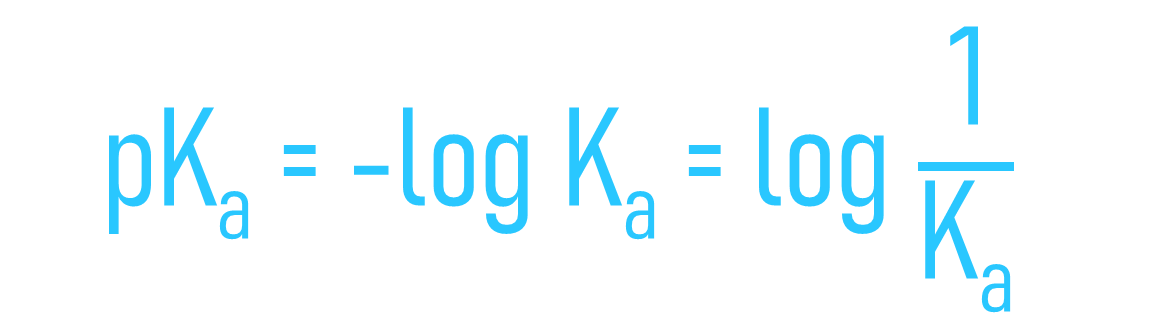 pKₐ = -log Kₐ = log 1/Kₐ